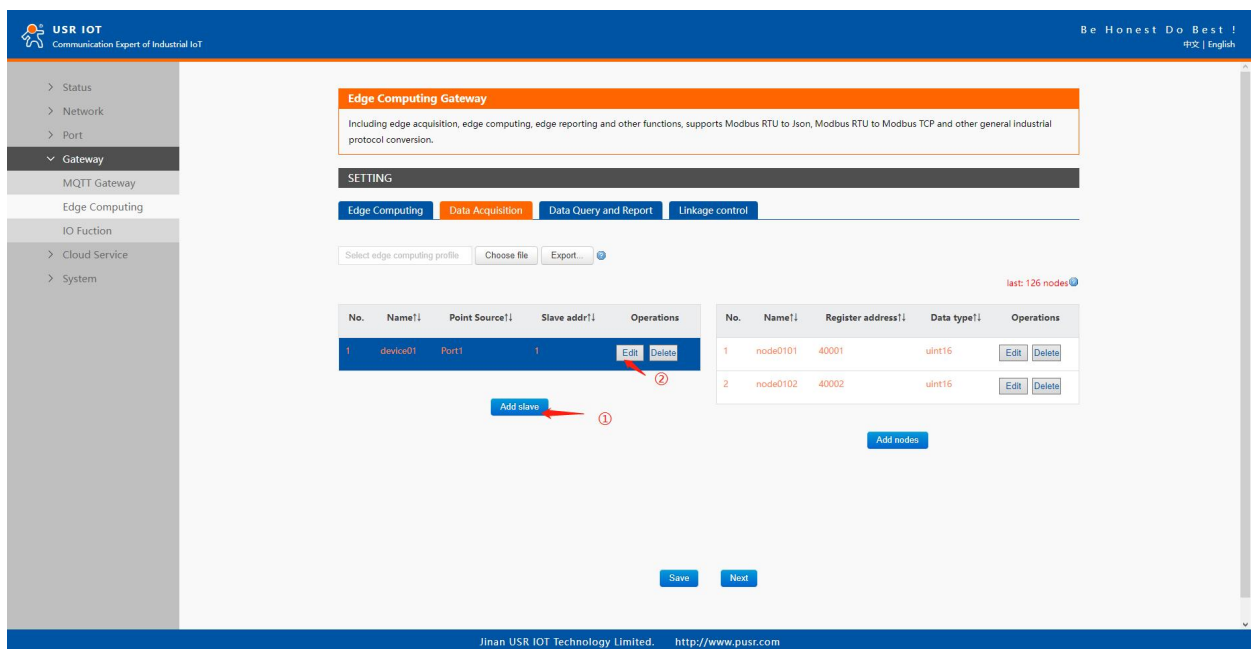 USR IOT
Communication Expert of Industrial IoT
Be Honest Do Best !
中文 | English
Status
Network
Port
Gateway
MQTT Gateway
Edge Computing
IO Fuction
Cloud Service
System
Edge Computing Gateway
Including edge acquisition, edge computing, edge reporting and other functions, supports Modbus RTU to Json, Modbus RTU to Modbus TCP and other general industrial
protocol conversion.
SETTING
Edge Computing Data Acquisition Data Query and Report Linkage control
Select edge computing profile Choose file Export...
last: 126 nodes
No. Name↑↓ Point Source↑↓ Slave addr↑↓ Operations
1 device01 Port1 1 Edit Delete
②
Add slave
①
No. Name↑↓ Register address↑↓ Data type↑↓ Operations
1 node0101 40001 uint16 Edit Delete
2 node0102 40002 uint16 Edit Delete
Add nodes
Save Next
Jinan USR IOT Technology Limited. http://www.pusr.com